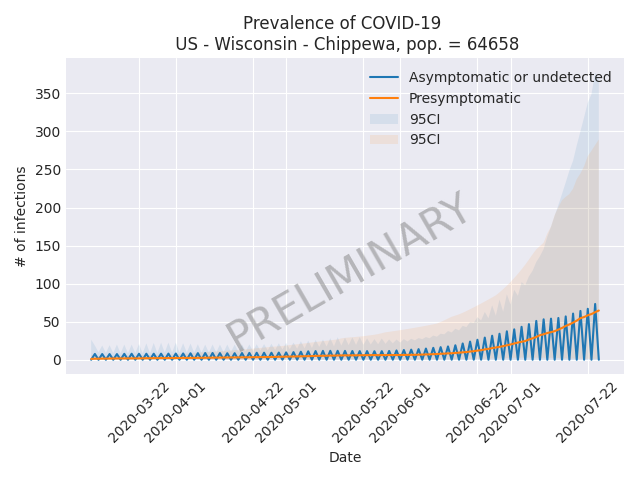 Prevalence of COVID-19
US - Wisconsin - Chippewa, pop. = 64658
Asymptomatic or undetected
Presymptomatic
95CI
95CI
# of infections
350
300
250
200
150
100
50
0
PRELIMINARY
2020-03-22
2020-04-01
2020-04-22
2020-05-01
2020-05-22
2020-06-01
2020-06-22
2020-07-01
2020-07-22
Date